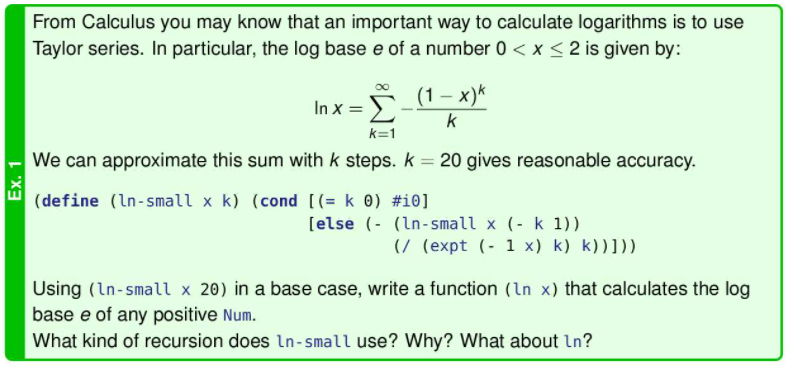 Ex. 1
From Calculus you may know that an important way to calculate logarithms is to use
Taylor series. In particular, the log base e of a number 0 < x ≤ 2 is given by:
ln x = ∑_{k=1}^{∞} −(1 − x)^k / k
We can approximate this sum with k steps. k = 20 gives reasonable accuracy.
(define (ln-small x k) (cond [(= k 0) #i0]
[else (- (ln-small x (- k 1))
(/ (expt (- 1 x) k) k))]))
Using (ln-small x 20) in a base case, write a function (ln x) that calculates the log
base e of any positive Num.
What kind of recursion does ln-small use? Why? What about ln?